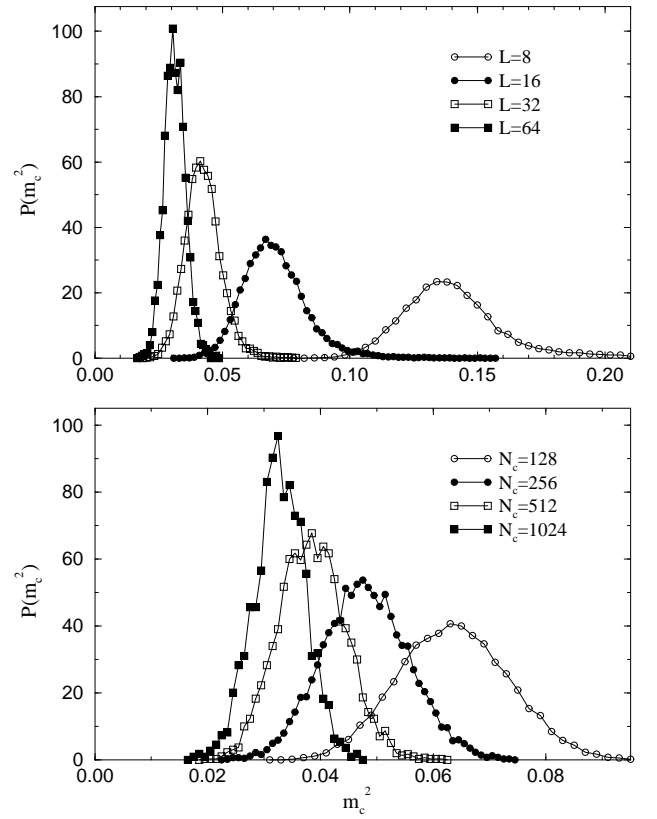 100
80
60
40
20
0
P(m_c^2)
L=8
L=16
L=32
L=64
0.00 0.05 0.10 0.15 0.20
100
80
60
40
20
0
P(m_c^2)
N_c=128
N_c=256
N_c=512
N_c=1024
0.00 0.02 0.04 0.06 0.08
m_c^2